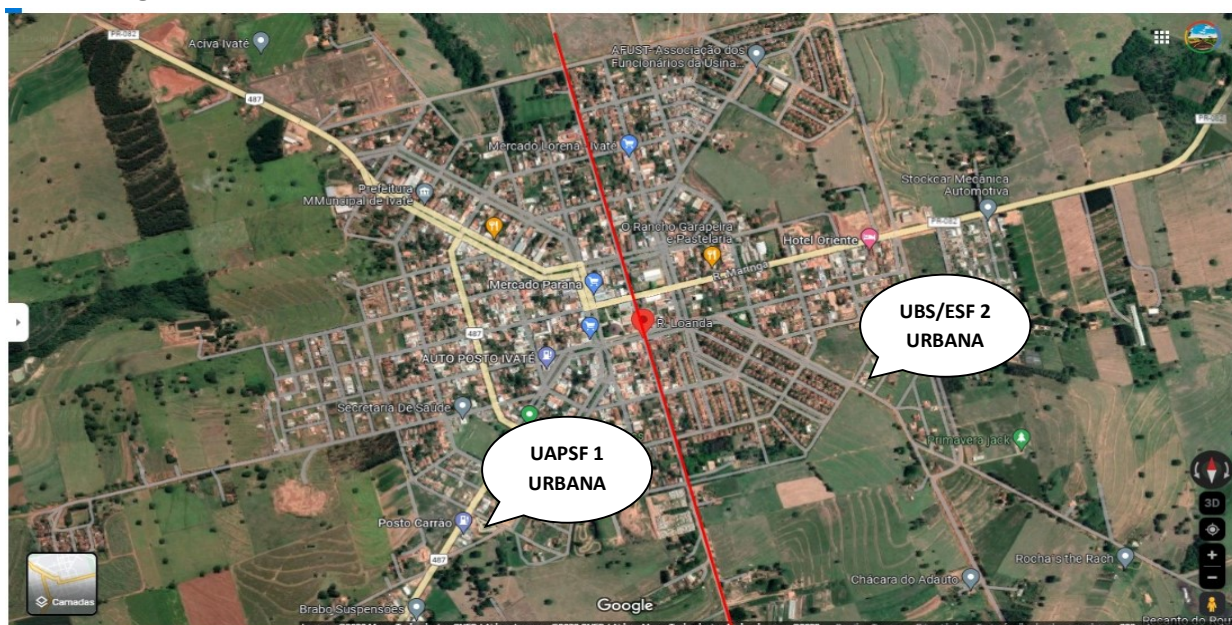 PR-082
Aciva Ivaté
AFUST-Associação dos
Funcionários da Usina...
487
Mercado Lorena - Ivaté
Prefeitura
MMunsipal de Ivaté
Stockcar Mecânica
Automotiva
PR-082
O Rancho Garapeira
e Pastelaria
Hotel Oriente
R. Maringá
Mercado Paraná
R. Loanda
UBS/ESF 2
URBANA
487
AUTO POSTO IVATÉ
Secretaria De Saúde
Primavera jack
UAPSF 1
URBANA
3D
Posto Carrão
487
Rocha's the Rach
Chácara do Adauto
Camadas
Google
Brabo Suspensões